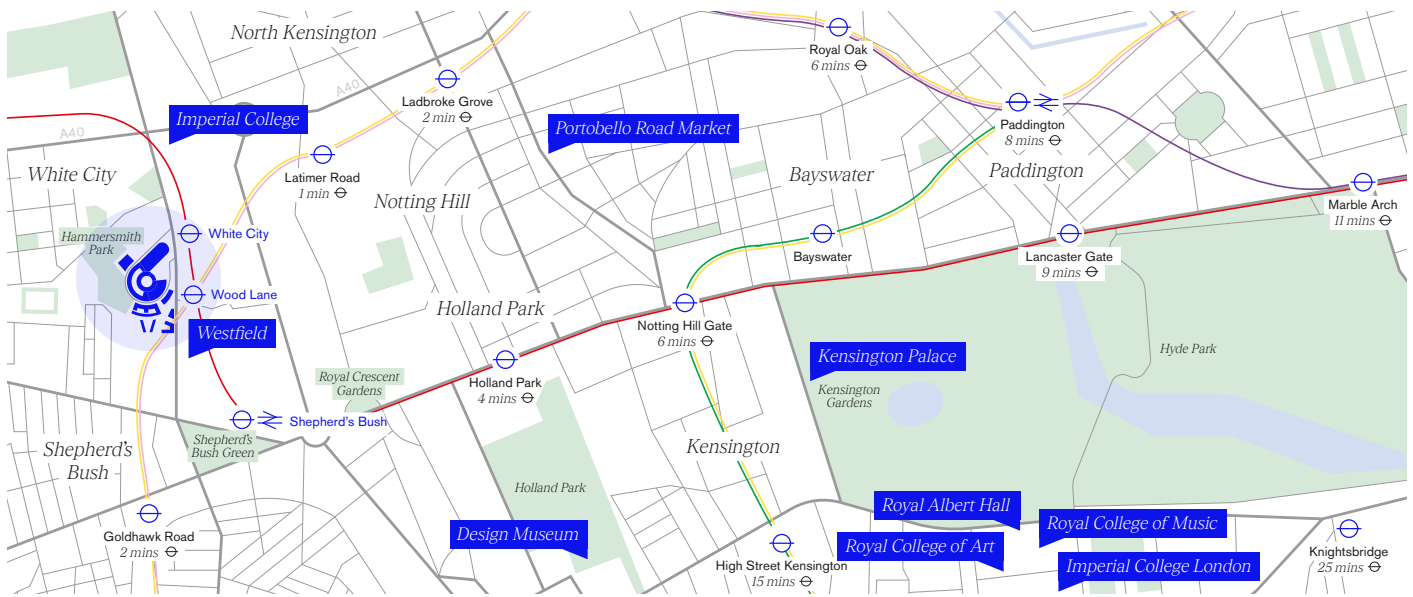 North Kensington
Royal Oak
6 mins
A40
Ladbroke Grove
2 min
Imperial College
Portobello Road Market
Paddington
8 mins
A40
Latimer Road
1 min
White City
Bayswater
Paddington
Notting Hill
Marble Arch
11 mins
Hammersmith
Park
White City
Bayswater
Lancaster Gate
9 mins
Wood Lane
Holland Park
Westfield
Notting Hill Gate
6 mins
Kensington Palace
Hyde Park
Royal Crescent
Gardens
Holland Park
4 mins
Kensington
Gardens
Shepherd's Bush
Shepherd's
Bush Green
Shepherd's
Bush
Kensington
Holland Park
Royal Albert Hall
Goldhawk Road
2 mins
Design Museum
Royal College of Music
Royal College of Art
High Street Kensington
15 mins
Imperial College London
Knightsbridge
25 mins